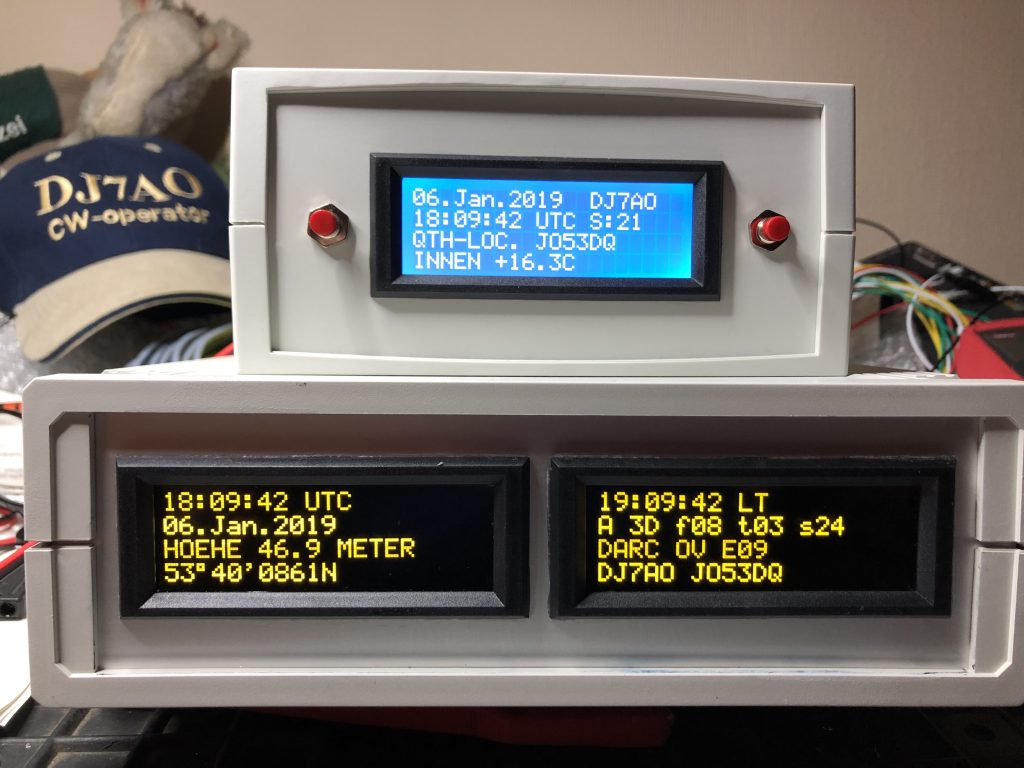 zei
DJ7AO
CW-operator
06.Jan.2019 DJ7AO
18:09:42 UTC S:21
QTH-LOC. JO53DQ
INNEN +16.3C
18:09:42 UTC
06.Jan.2019
HOEHE 46.9 METER
53°40'0861N
19:09:42 LT
A 3D f08 t03 s24
DARC OV E09
DJ7AO JO53DQ